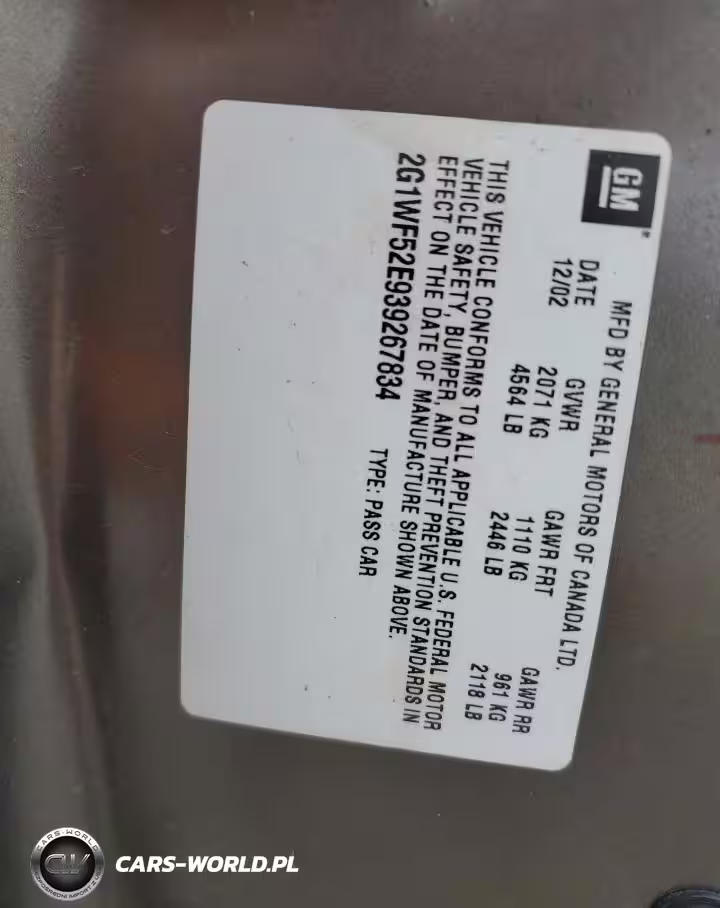 GM
MFD BY GENERAL MOTORS OF CANADA LTD.
DATE GVWR GAWR FRT GAWR RR
12/02 2071 KG 1110 KG 961 KG
4564 LB 2446 LB 2118 LB
THIS VEHICLE CONFORMS TO ALL APPLICABLE U.S. FEDERAL MOTOR
VEHICLE SAFETY, BUMPER, AND THEFT PREVENTION STANDARDS IN
EFFECT ON THE DATE OF MANUFACTURE SHOWN ABOVE.
2G1WF52E939267834 TYPE: PASS CAR
CARS-WORLD
CW
CARS-WORLD.PL